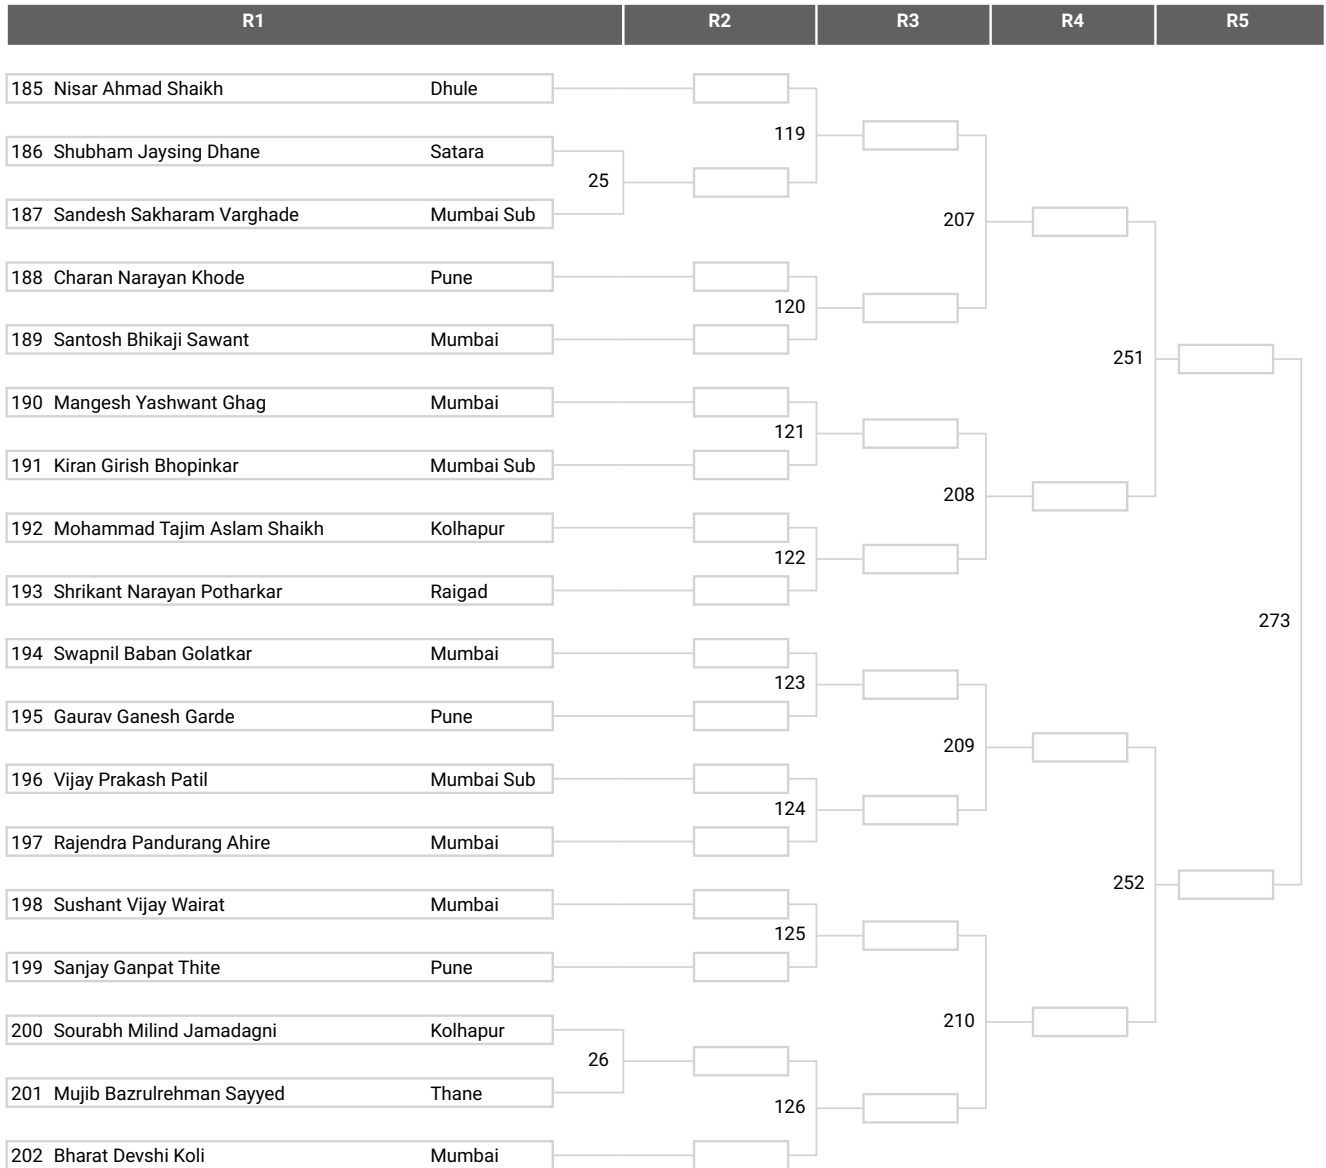 R1 R2 R3 R4 R5
185 Nisar Ahmad Shaikh Dhule
119
186 Shubham Jaysing Dhane Satara
25
187 Sandesh Sakharam Varghade Mumbai Sub
207
188 Charan Narayan Khode Pune
120
189 Santosh Bhikaji Sawant Mumbai
251
190 Mangesh Yashwant Ghag Mumbai
121
191 Kiran Girish Bhopinkar Mumbai Sub
208
192 Mohammad Tajim Aslam Shaikh Kolhapur
122
193 Shrikant Narayan Potharkar Raigad
273
194 Swapnil Baban Golatkar Mumbai
123
195 Gaurav Ganesh Garde Pune
209
196 Vijay Prakash Patil Mumbai Sub
124
197 Rajendra Pandurang Ahire Mumbai
252
198 Sushant Vijay Wairat Mumbai
125
199 Sanjay Ganpat Thite Pune
210
200 Sourabh Milind Jamadagni Kolhapur
26
201 Mujib Bazrulrehman Sayyed Thane
126
202 Bharat Devshi Koli Mumbai